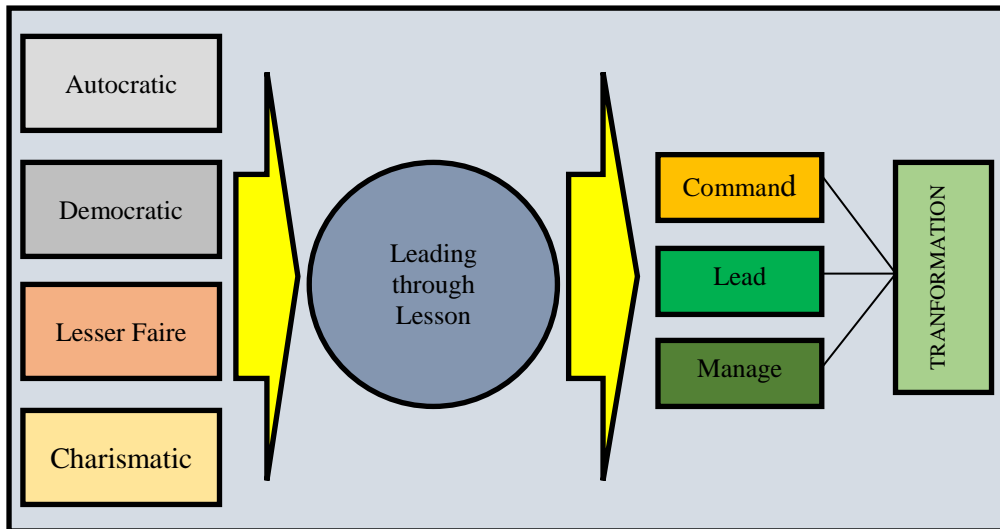 Autocratic
Democratic
Lesser Faire
Charismatic
Leading
through
Lesson
Command
Lead
Manage
TRANFORMATION